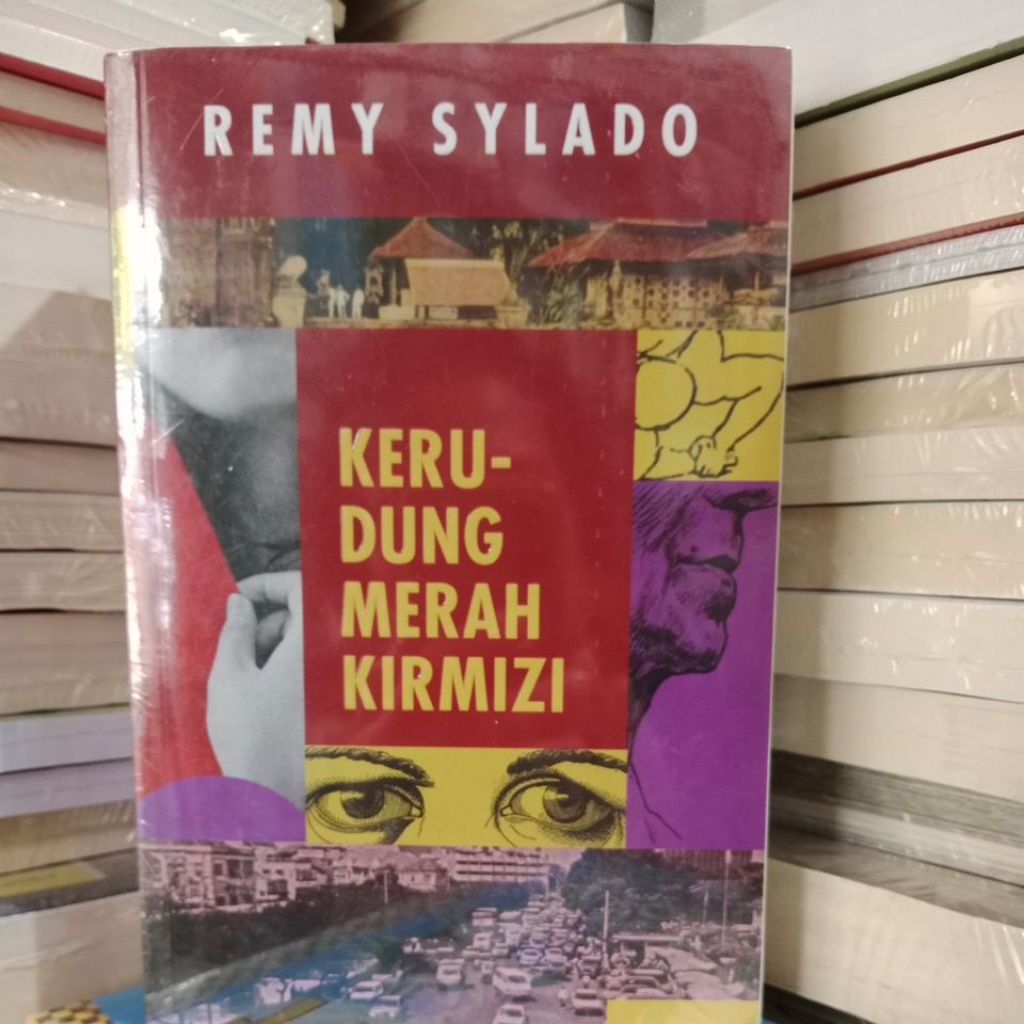 REMY SYLADO
KERU-
DUNG
MERAH
KIRMIZI